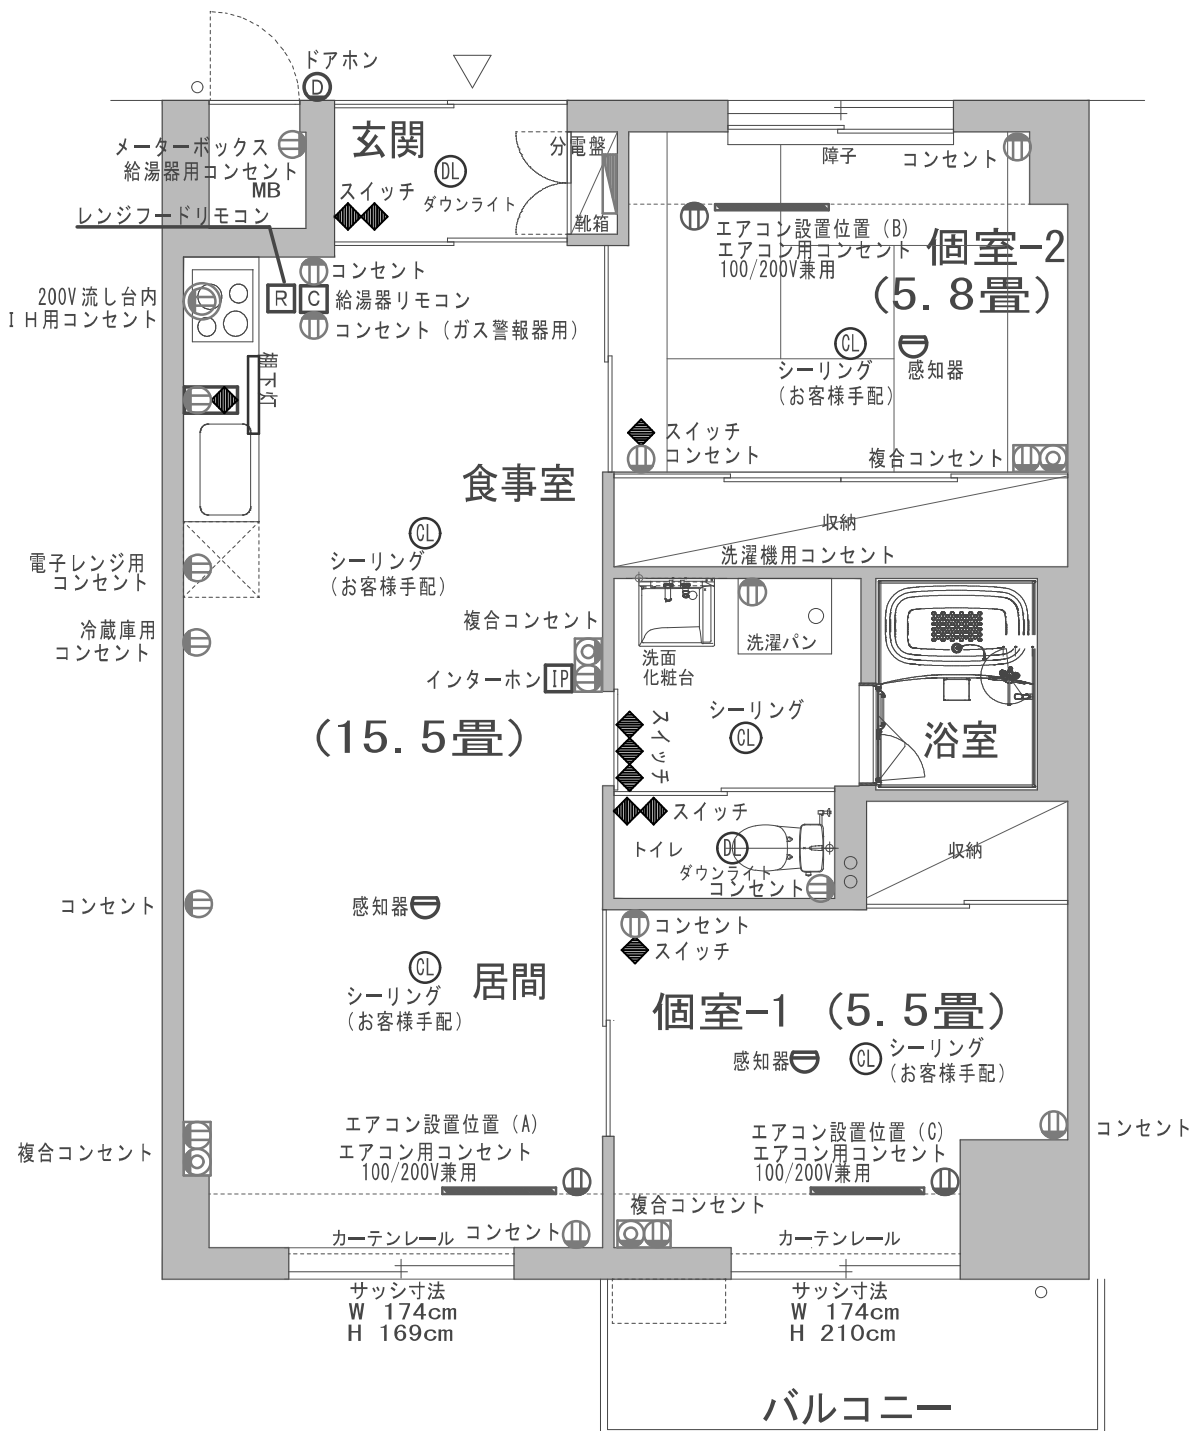 ドアホン
D
玄関
分電盤
メーターボックス
給湯器用コンセント
MB
スイッチ
DL
ダウンライト
靴箱
障子
コンセント
レンジフードリモコン
エアコン設置位置 (B)
エアコン用コンセント
100/200V兼用
個室-2
(5.8畳)
コンセント
R
C
給湯器リモコン
コンセント (ガス警報器用)
200V流し台内
IH用コンセント
CL
シーリング
(お客様手配)
感知器
棚下灯
スイッチ
コンセント
複合コンセント
食事室
CL
シーリング
(お客様手配)
収納
洗濯機用コンセント
電子レンジ用
コンセント
冷蔵庫用
コンセント
複合コンセント
インターホン
IP
洗面
化粧台
洗濯パン
(15.5畳)
スイッチ
シーリング
CL
浴室
スイッチ
トイレ
DL
ダウンライト
コンセント
収納
コンセント
感知器
CL
シーリング
(お客様手配)
居間
コンセント
スイッチ
個室-1 (5.5畳)
感知器
CL
シーリング
(お客様手配)
エアコン設置位置 (A)
エアコン用コンセント
100/200V兼用
エアコン設置位置 (C)
エアコン用コンセント
100/200V兼用
コンセント
複合コンセント
複合コンセント
カーテンレール
コンセント
カーテンレール
サッシ寸法
W 174cm
H 169cm
サッシ寸法
W 174cm
H 210cm
バルコニー